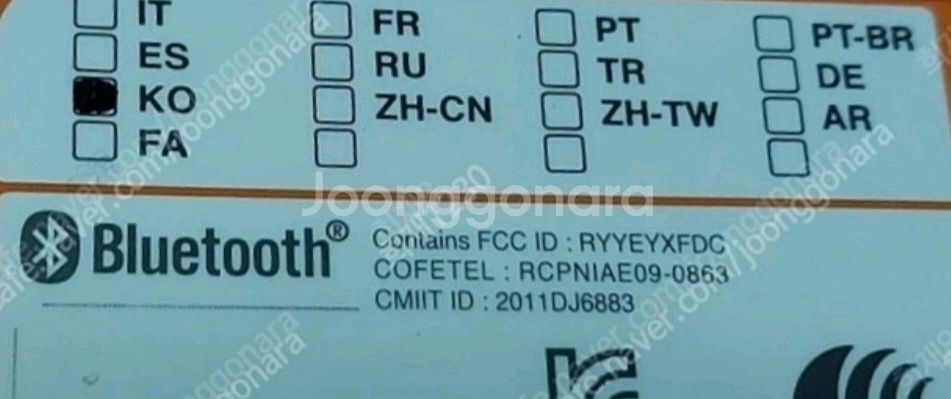 IT FR PT PT-BR
ES RU TR DE
KO ZH-CN ZH-TW AR
FA
Joonggonara
Bluetooth®
Contains FCC ID : RYYEYXFDC
COFETEL : RCPNIAE09-0863
CMIIT ID : 2011DJ6883